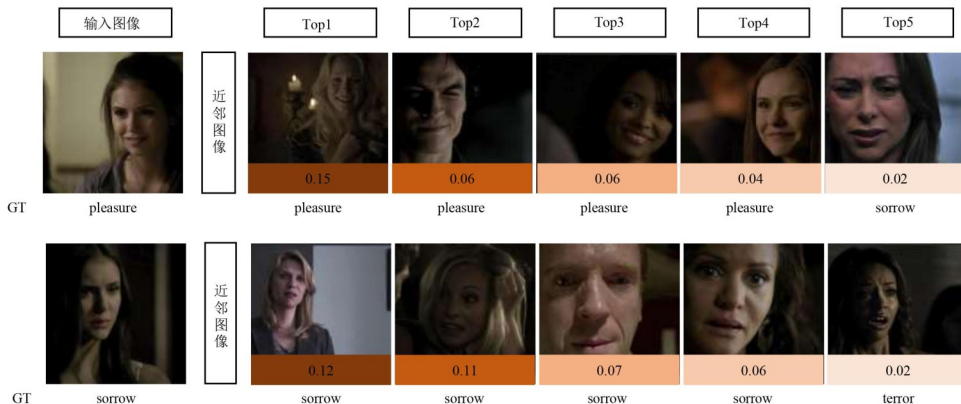 输入图像 Top1 Top2 Top3 Top4 Top5
近邻图像
0.15 0.06 0.06 0.04 0.02
GT pleasure pleasure pleasure pleasure pleasure sorrow
近邻图像
0.12 0.11 0.07 0.06 0.02
GT sorrow sorrow sorrow sorrow sorrow terror